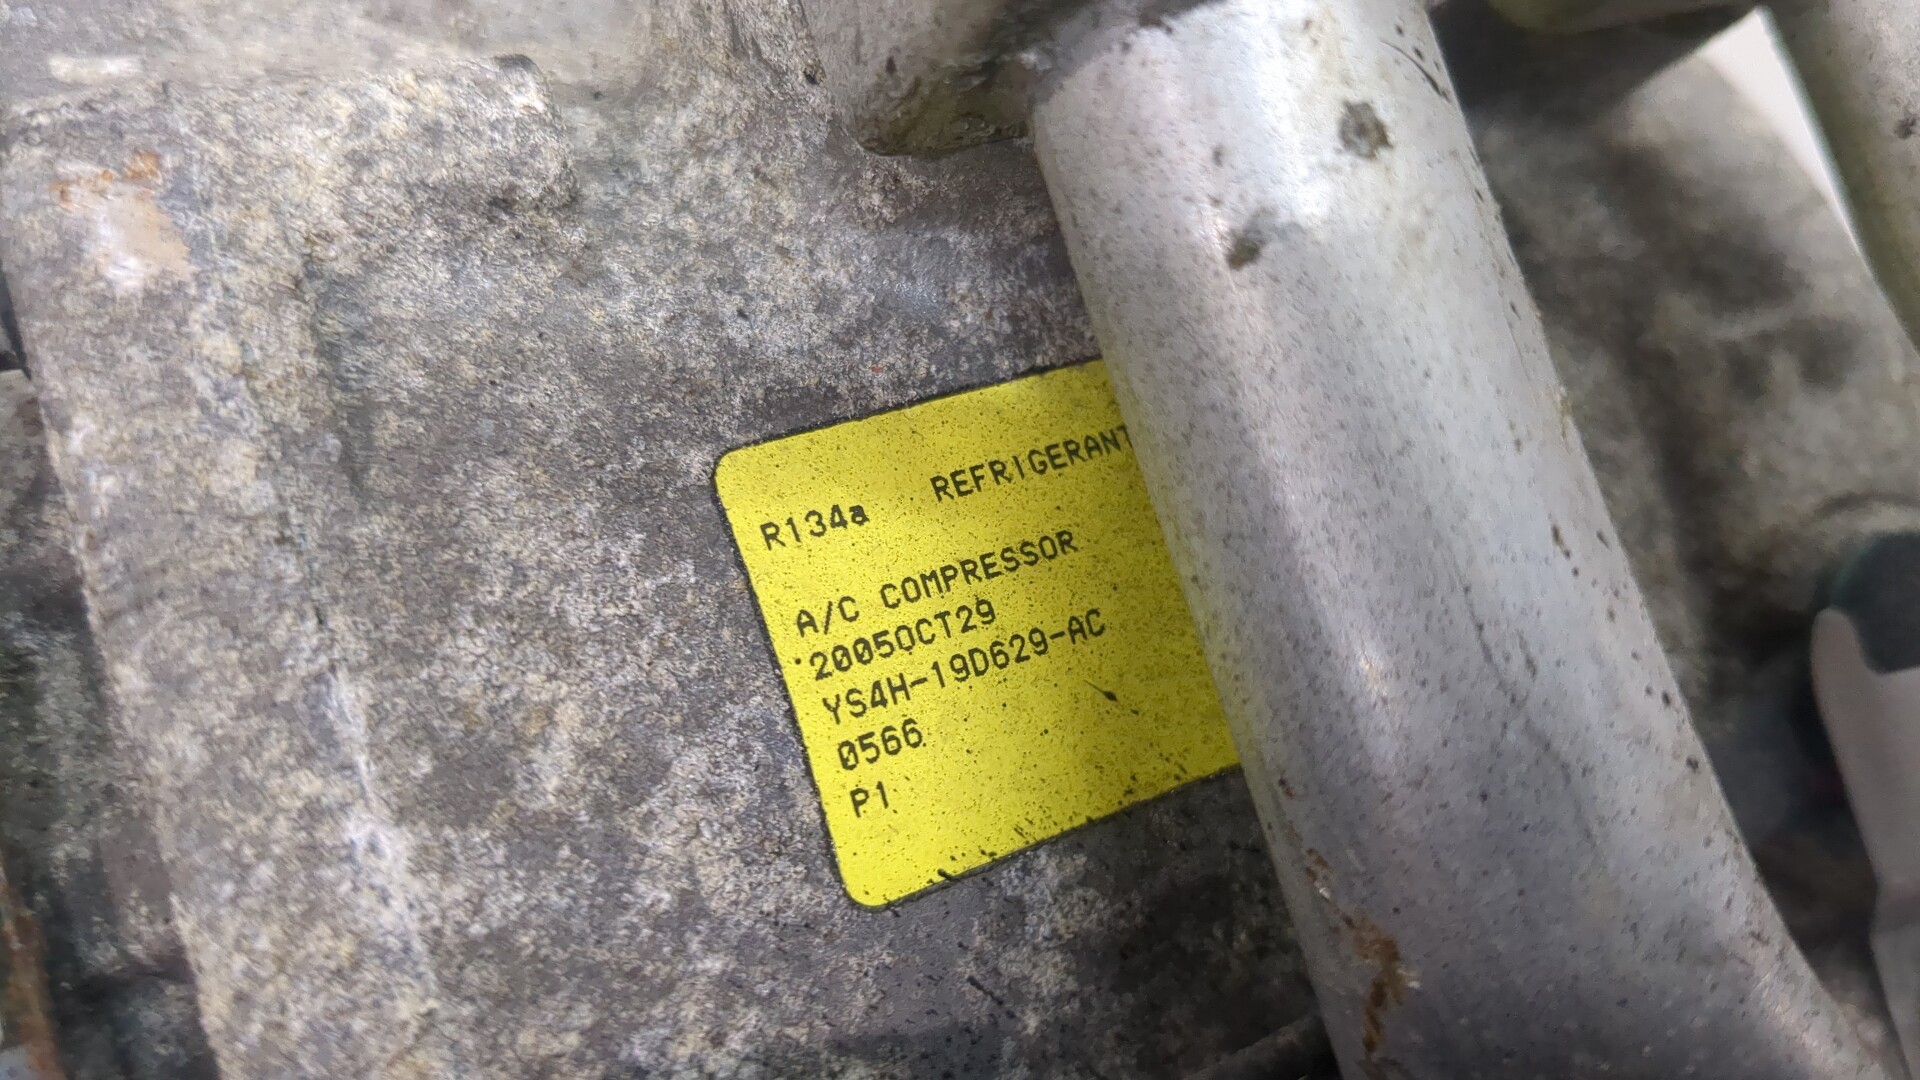 R134a REFRIGERANT
A/C COMPRESSOR
2005OCT29
YS4H-19D629-AC
0566
P1